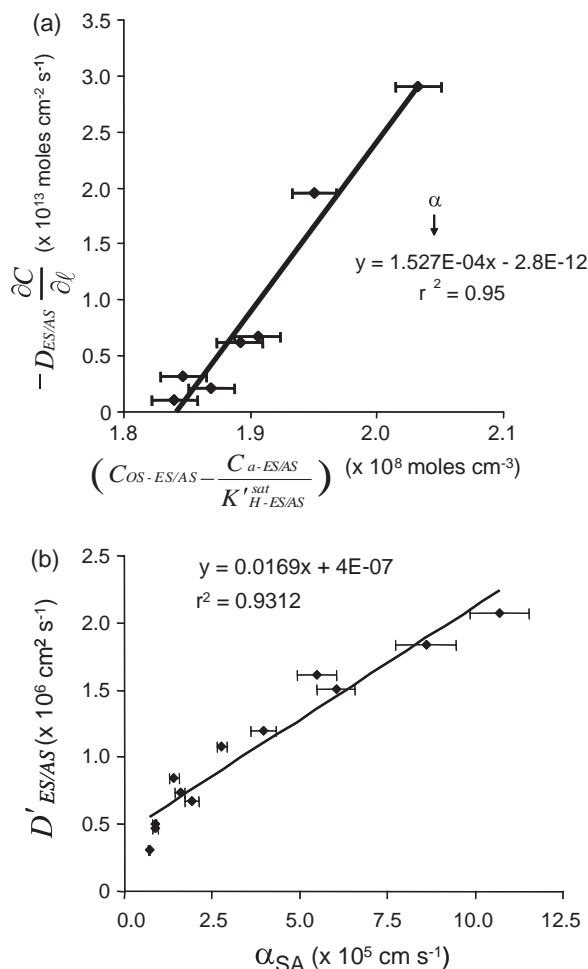 (a)
3.5
3.0
2.5
2.0
1.5
1.0
0.5
0
− D_ES/AS ∂C/∂ℓ (x 10^13 moles cm^-2 s^-1)
α
y = 1.527E-04x - 2.8E-12
r^2 = 0.95
1.8 1.9 2.0 2.1
(C_OS-ES/AS − C_a-ES/AS / K'^sat_H-ES/AS) (x 10^8 moles cm^-3)
(b)
2.5
2.0
1.5
1.0
0.5
0
D'_ES/AS (x 10^6 cm^2 s^-1)
y = 0.0169x + 4E-07
r^2 = 0.9312
0.0 2.5 5.0 7.5 10.0 12.5
α_SA (x 10^5 cm s^-1)